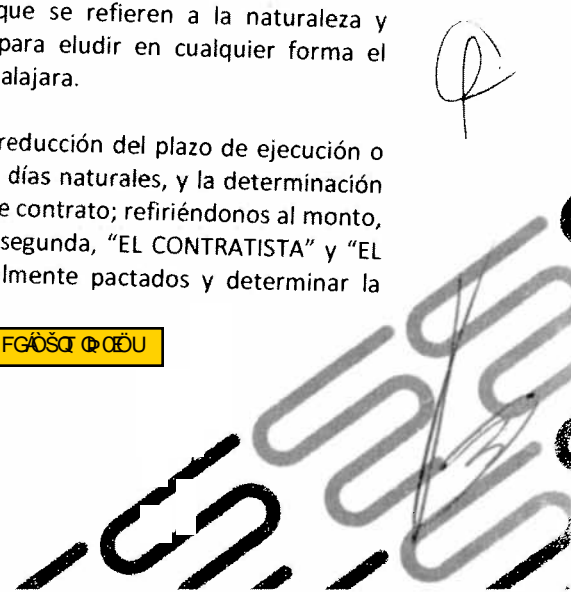 que se refieren a la naturaleza y
para eludir en cualquier forma el
alajara.
reducción del plazo de ejecución o
días naturales, y la determinación
e contrato; refiriéndonos al monto,
segunda, "EL CONTRATISTA" y "EL
lmente pactados y determinar la